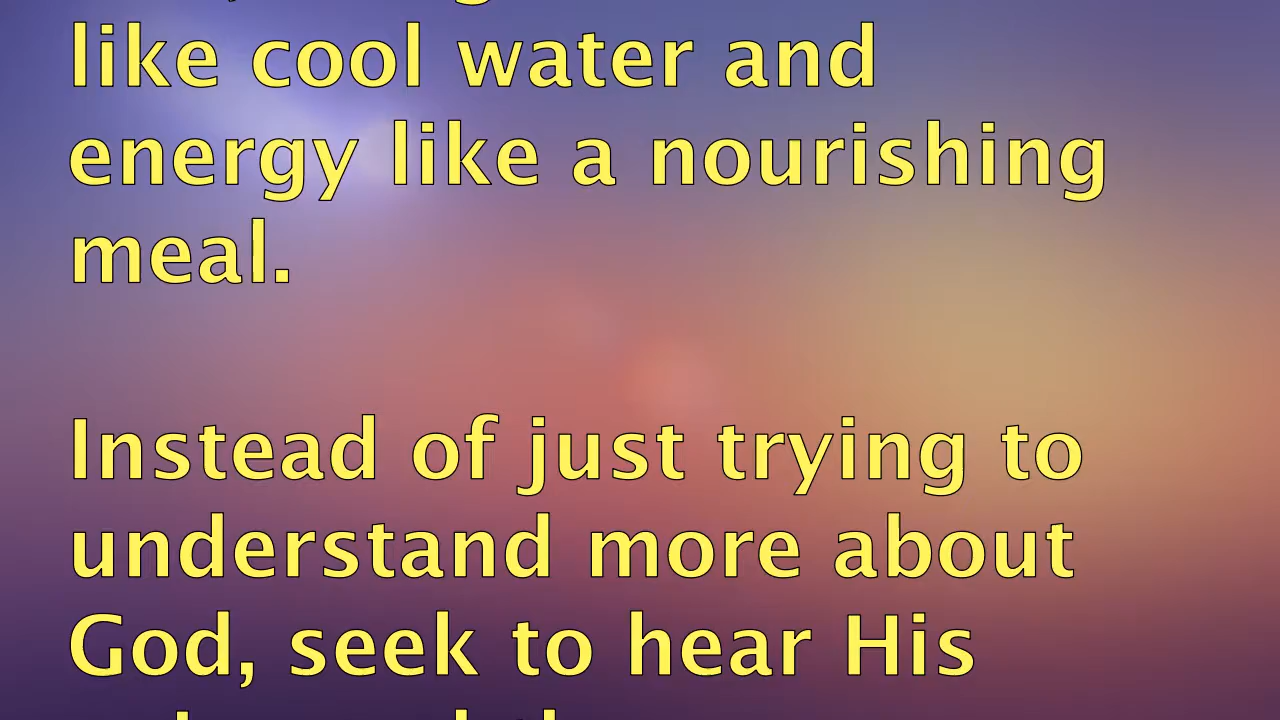 like cool water and
energy like a nourishing
meal.
Instead of just trying to
understand more about
God, seek to hear His